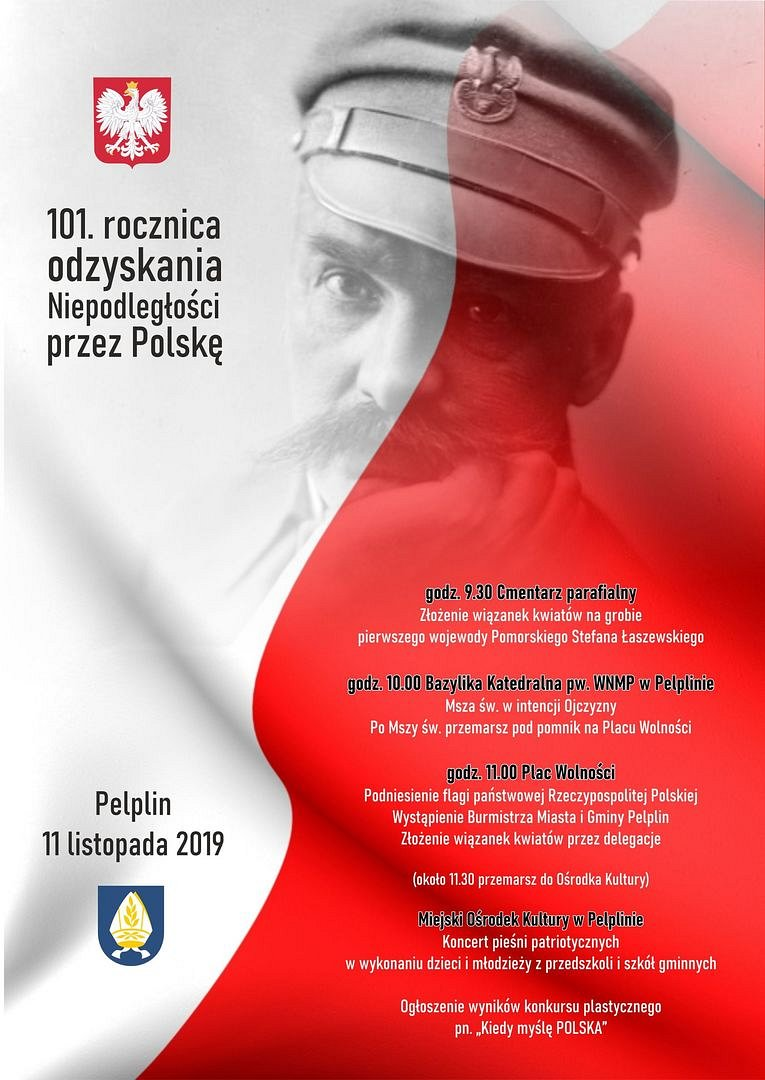 101. rocznica
odzyskania
Niepodległości
przez Polskę
godz. 9.30 Cmentarz parafialny
Złożenie wiązanek kwiatów na grobie
pierwszego wojewody Pomorskiego Stefana Łaszewskiego
godz. 10.00 Bazylika Katedralna pw. WNMP w Pelplinie
Msza św. w intencji Ojczyzny
Po Mszy św. przemarsz pod pomnik na Placu Wolności
godz. 11.00 Plac Wolności
Podniesienie flagi państwowej Rzeczypospolitej Polskiej
Wystąpienie Burmistrza Miasta i Gminy Pelplin
Złożenie wiązanek kwiatów przez delegacje
(około 11.30 przemarsz do Ośrodka Kultury)
Miejski Ośrodek Kultury w Pelplinie
Koncert pieśni patriotycznych
w wykonaniu dzieci i młodzieży z przedszkoli i szkół gminnych
Ogłoszenie wyników konkursu plastycznego
pn. „Kiedy myślę POLSKA”
Pelplin
11 listopada 2019